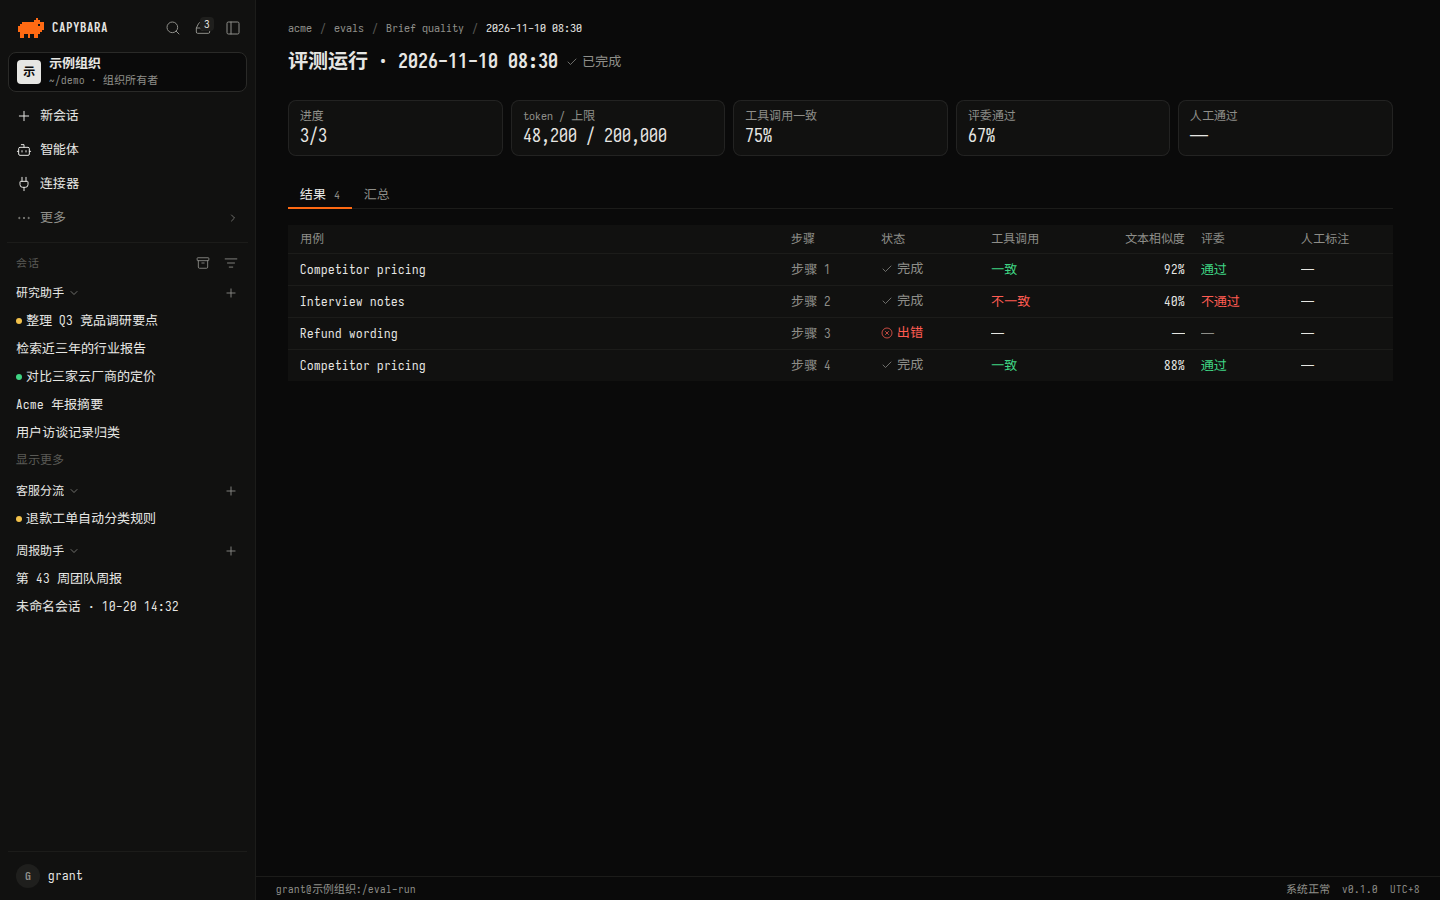 CAPYBARA
3
示
示例组织
~/demo · 组织所有者
新会话
智能体
连接器
更多
会话
研究助手
整理 Q3 竞品调研要点
检索近三年的行业报告
对比三家云厂商的定价
Acme 年报摘要
用户访谈记录归类
显示更多
客服分流
退款工单自动分类规则
周报助手
第 43 周团队周报
未命名会话 · 10-20 14:32
G grant
acme / evals / Brief quality / 2026-11-10 08:30
评测运行 · 2026-11-10 08:30 已完成
进度
3/3
token / 上限
48,200 / 200,000
工具调用一致
75%
评委通过
67%
人工通过
—
结果 4 汇总
用例 步骤 状态 工具调用 文本相似度 评委 人工标注
Competitor pricing 步骤 1 完成 一致 92% 通过 —
Interview notes 步骤 2 完成 不一致 40% 不通过 —
Refund wording 步骤 3 出错 — — — —
Competitor pricing 步骤 4 完成 一致 88% 通过 —
grant@示例组织:/eval-run
系统正常 v0.1.0 UTC+8